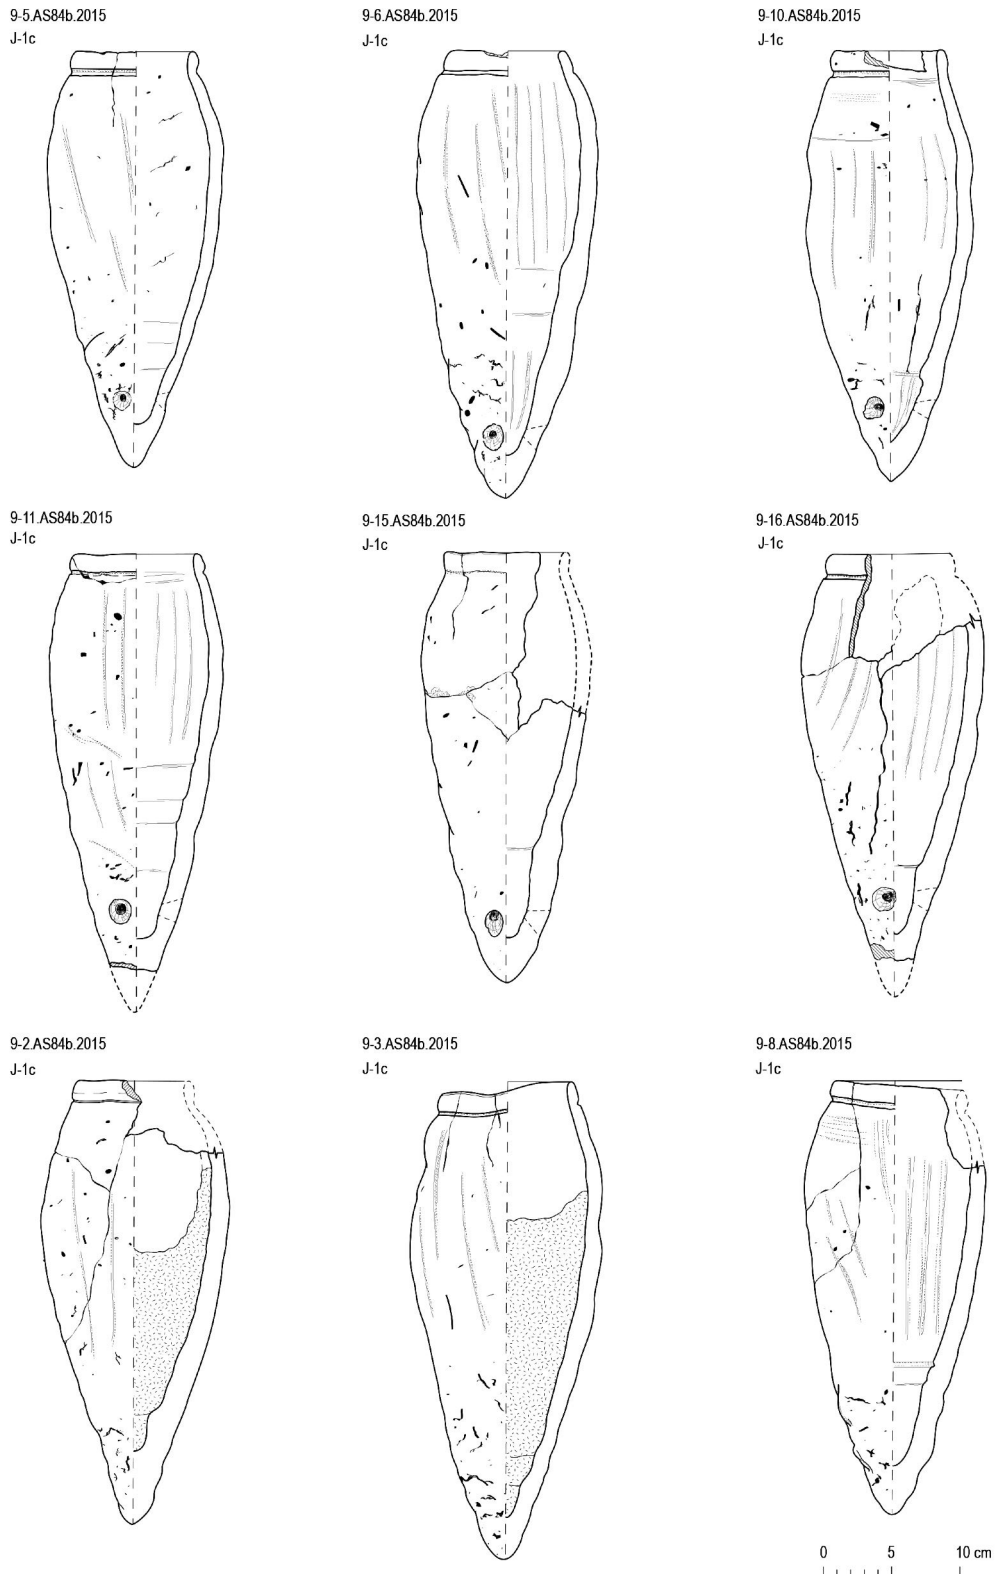 9-5.AS84b.2015
J-1c
9-6.AS84b.2015
J-1c
9-10.AS84b.2015
J-1c
9-11.AS84b.2015
J-1c
9-15.AS84b.2015
J-1c
9-16.AS84b.2015
J-1c
9-2.AS84b.2015
J-1c
9-3.AS84b.2015
J-1c
9-8.AS84b.2015
J-1c
0 5 10 cm